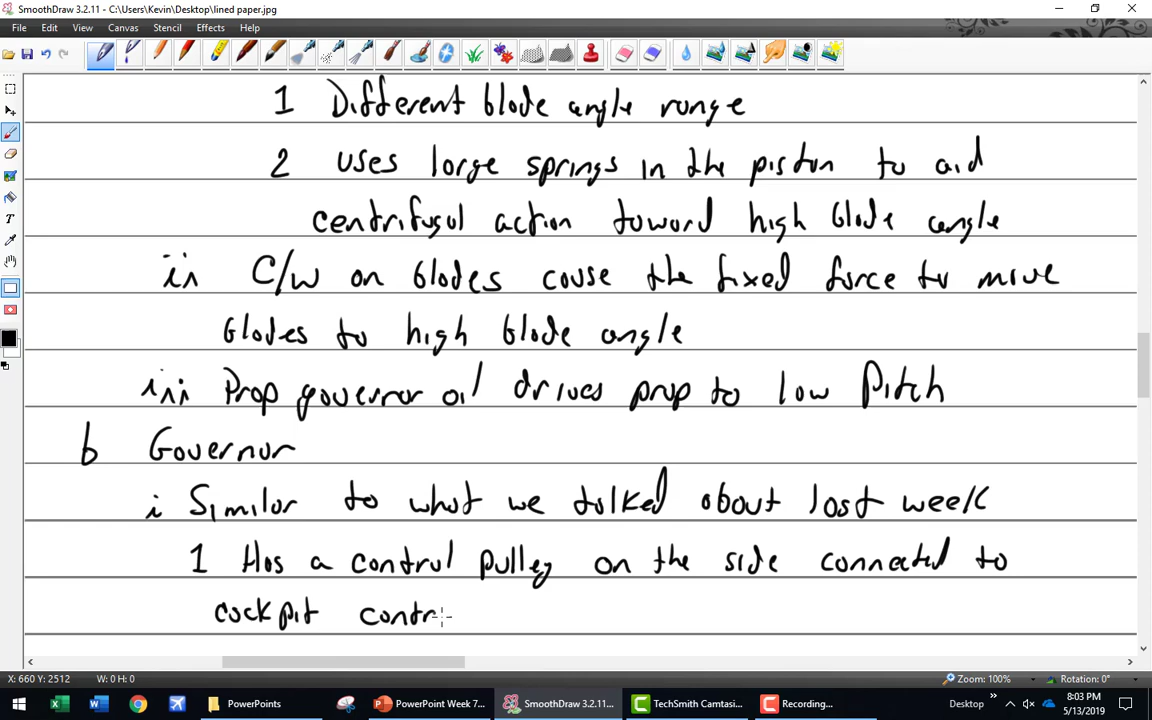 SmoothDraw 3.2.11 - C:\Users\Kevin\Desktop\lined paper.jpg
File Edit View Canvas Stencil Effects Help
1 Different blade angle range
2 uses large springs in the piston to aid
centrifugal action toward high blade angle
ii C/W on blades cause the fixed force to move
blades to high blade angle
iii Prop governor oil drives prop to low Pitch
b Governor
i Similar to what we talked about last week
1 Has a control pulley on the side connected to
cockpit contr
X: 660 Y: 2512 W: 0 H: 0 Zoom: 100% Rotation: 0°
PowerPoints PowerPoint Week 7... SmoothDraw 3.2.11... TechSmith Camtasi... Recording... Desktop 8:03 PM
5/13/2019